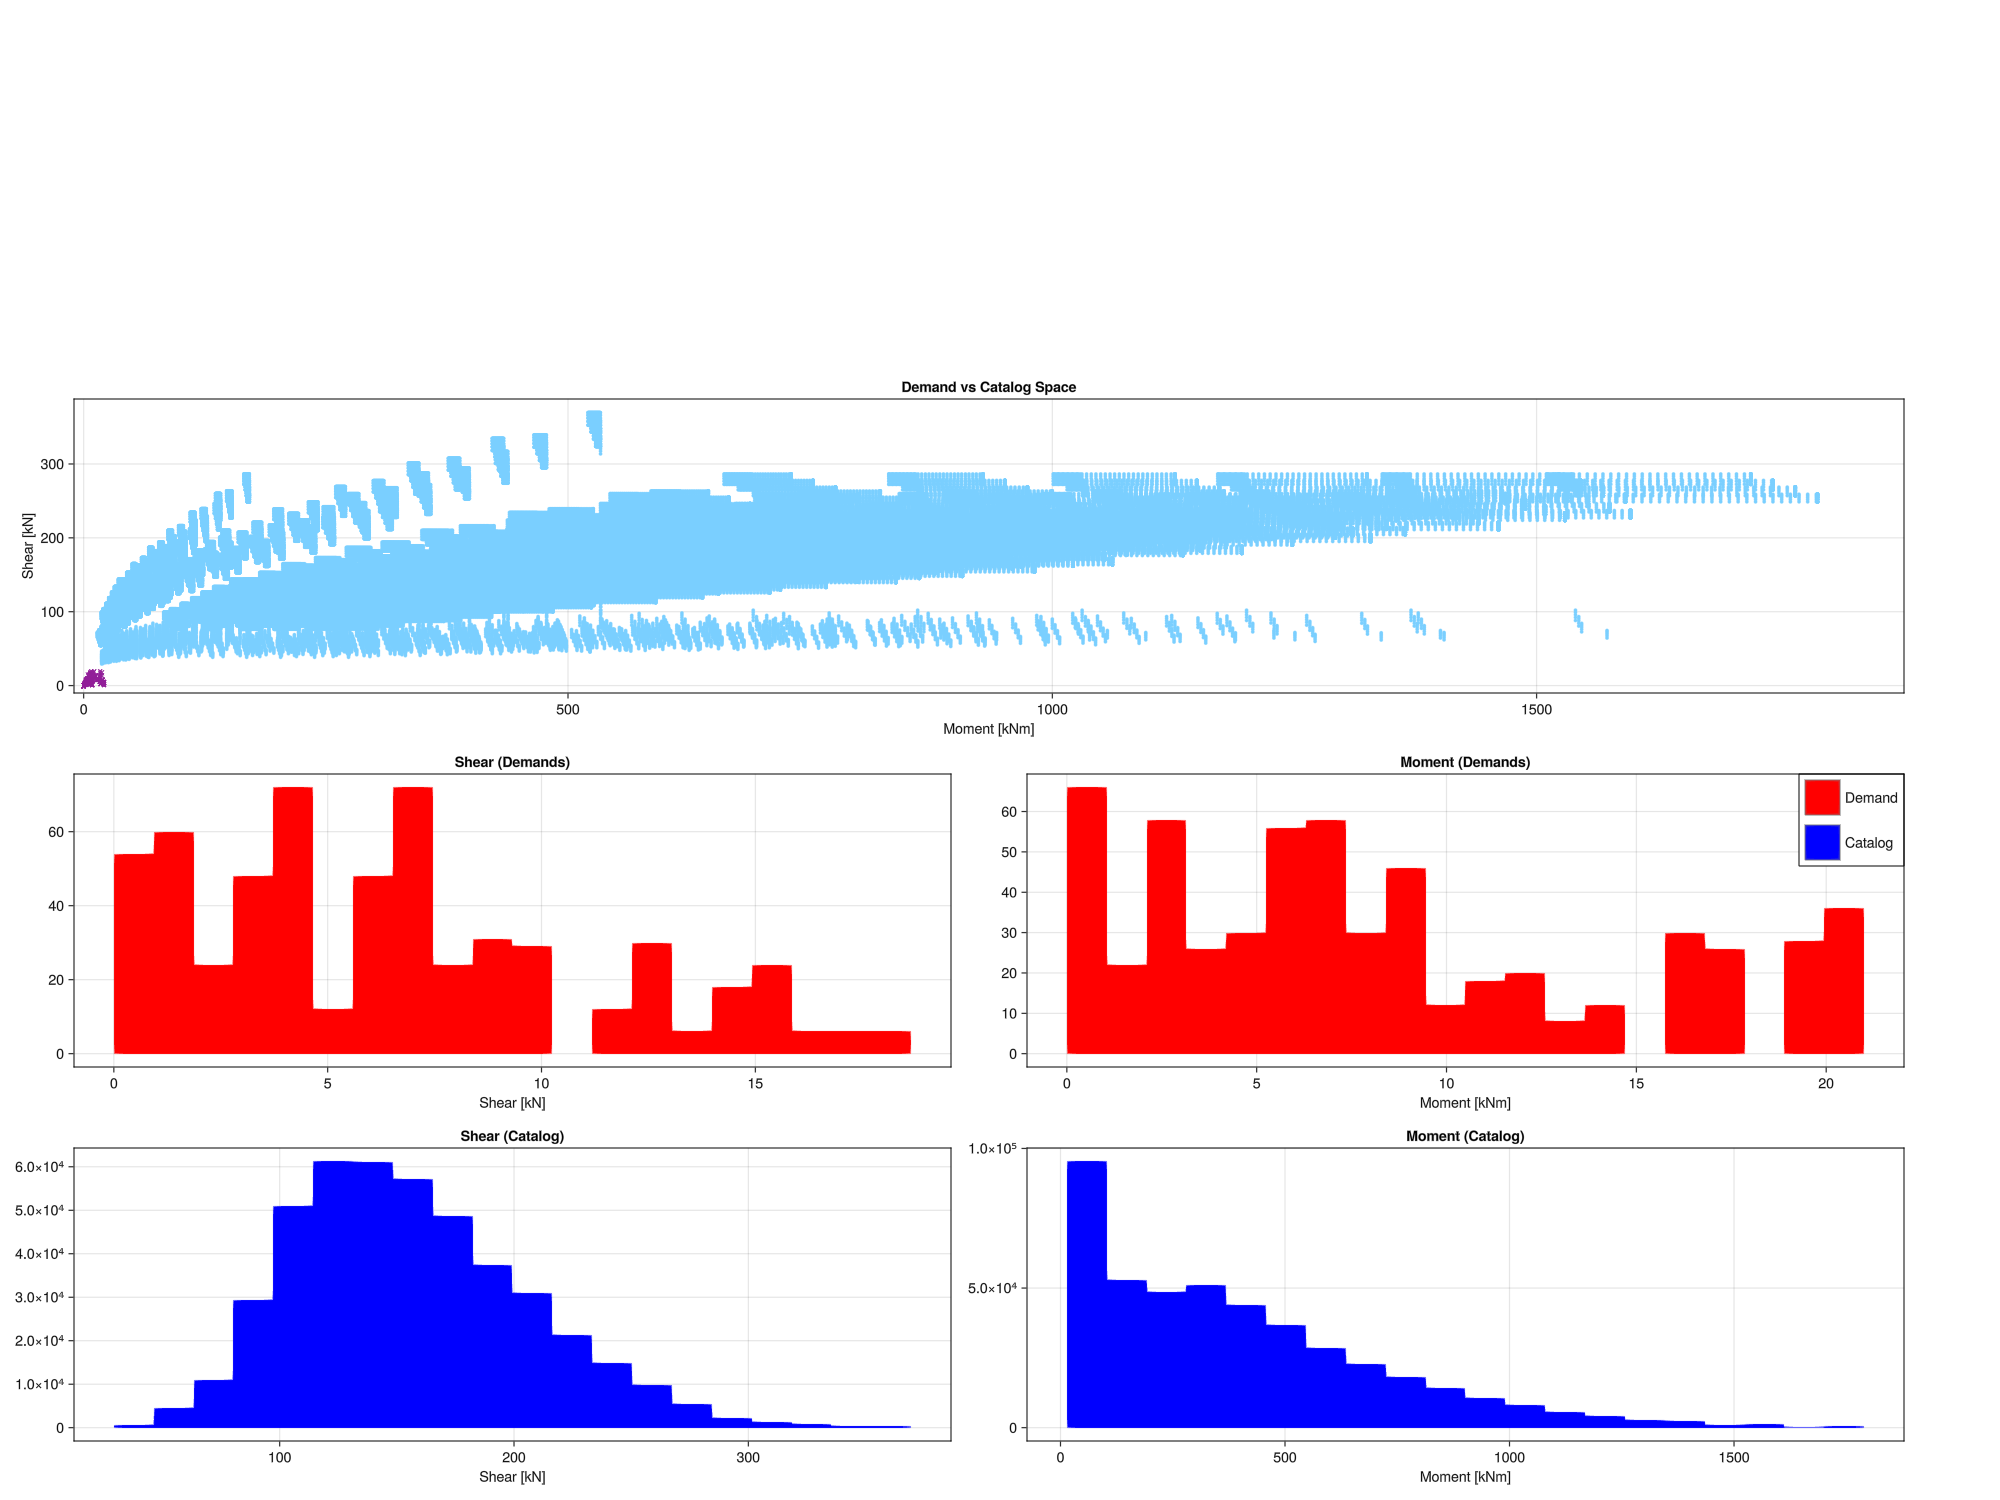 Demand vs Catalog Space
Shear [kN]
300
200
100
0
0 500 1000 1500
Moment [kNm]
Shear (Demands)
60
40
20
0
0 5 10 15
Shear [kN]
Moment (Demands)
Demand
Catalog
60
50
40
30
20
10
0
0 5 10 15 20
Moment [kNm]
Shear (Catalog)
6.0×10⁴
5.0×10⁴
4.0×10⁴
3.0×10⁴
2.0×10⁴
1.0×10⁴
0
100 200 300
Shear [kN]
Moment (Catalog)
1.0×10⁵
5.0×10⁴
0
0 500 1000 1500
Moment [kNm]